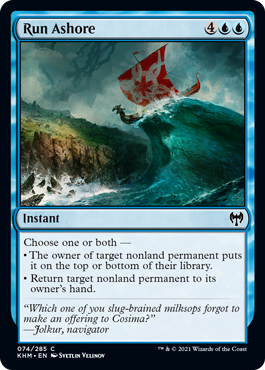 Run Ashore 4
Instant
Choose one or both —
• The owner of target nonland permanent puts
it on the top or bottom of their library.
• Return target nonland permanent to its
owner's hand.
"Which one of you slug-brained milksops forgot to
make an offering to Cosima?"
—Jolkur, navigator
074/285 C
KHM • EN Svetlin Velinov
™ & © 2021 Wizards of the Coast